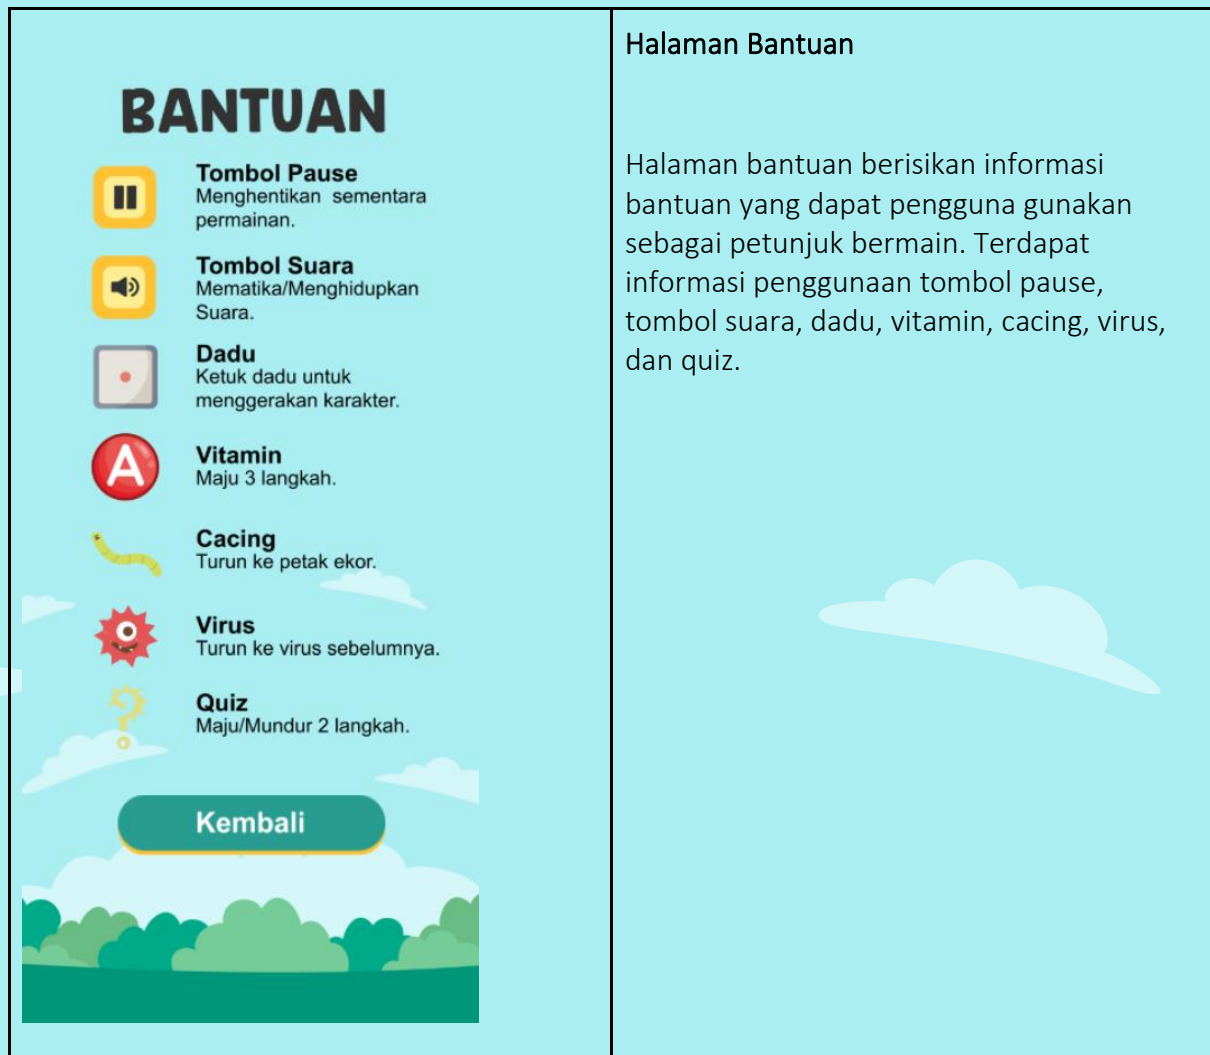 BANTUAN
Tombol Pause
Menghentikan sementara
permainan.
Tombol Suara
Mematika/Menghidupkan
Suara.
Dadu
Ketuk dadu untuk
menggerakan karakter.
A
Vitamin
Maju 3 langkah.
Cacing
Turun ke petak ekor.
Virus
Turun ke virus sebelumnya.
?
Quiz
Maju/Mundur 2 langkah.
Kembali
Halaman Bantuan
Halaman bantuan berisikan informasi
bantuan yang dapat pengguna gunakan
sebagai petunjuk bermain. Terdapat
informasi penggunaan tombol pause,
tombol suara, dadu, vitamin, cacing, virus,
dan quiz.